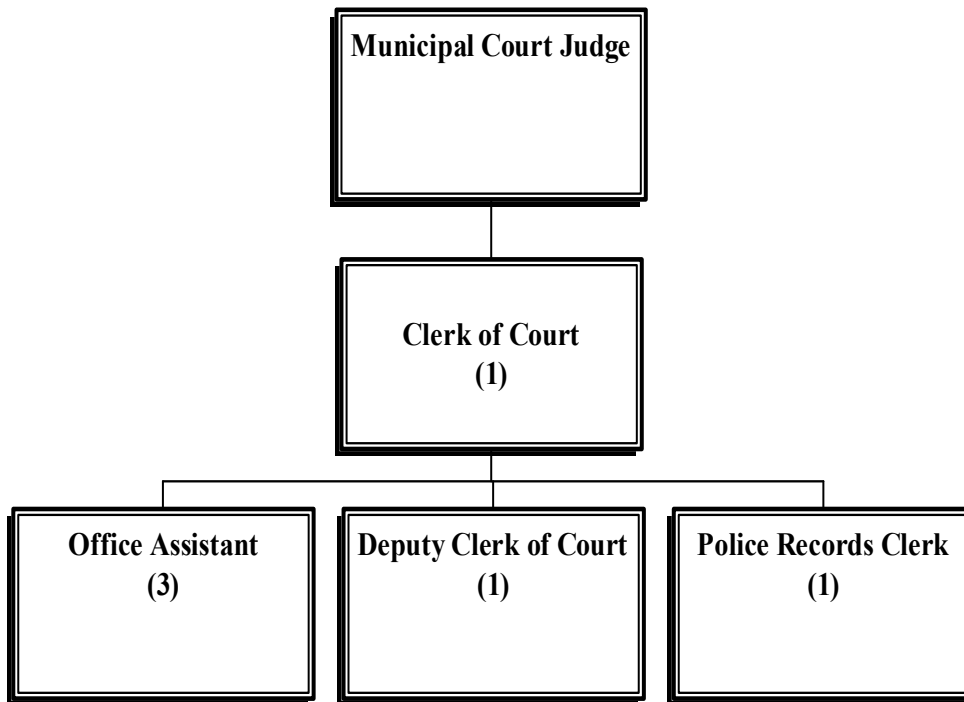 Municipal Court Judge
Clerk of Court
(1)
Office Assistant
(3)
Deputy Clerk of Court
(1)
Police Records Clerk
(1)